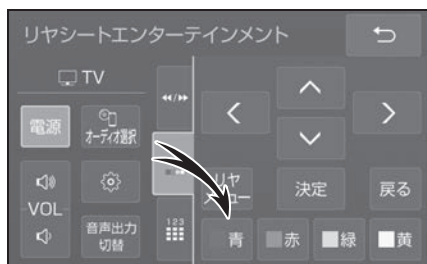 リヤシートエンターテインメント
TV
電源
オーディオ選択
VOL
音声出力
切替
123
リヤ
メニュー
決定
戻る
青
赤
緑
黄